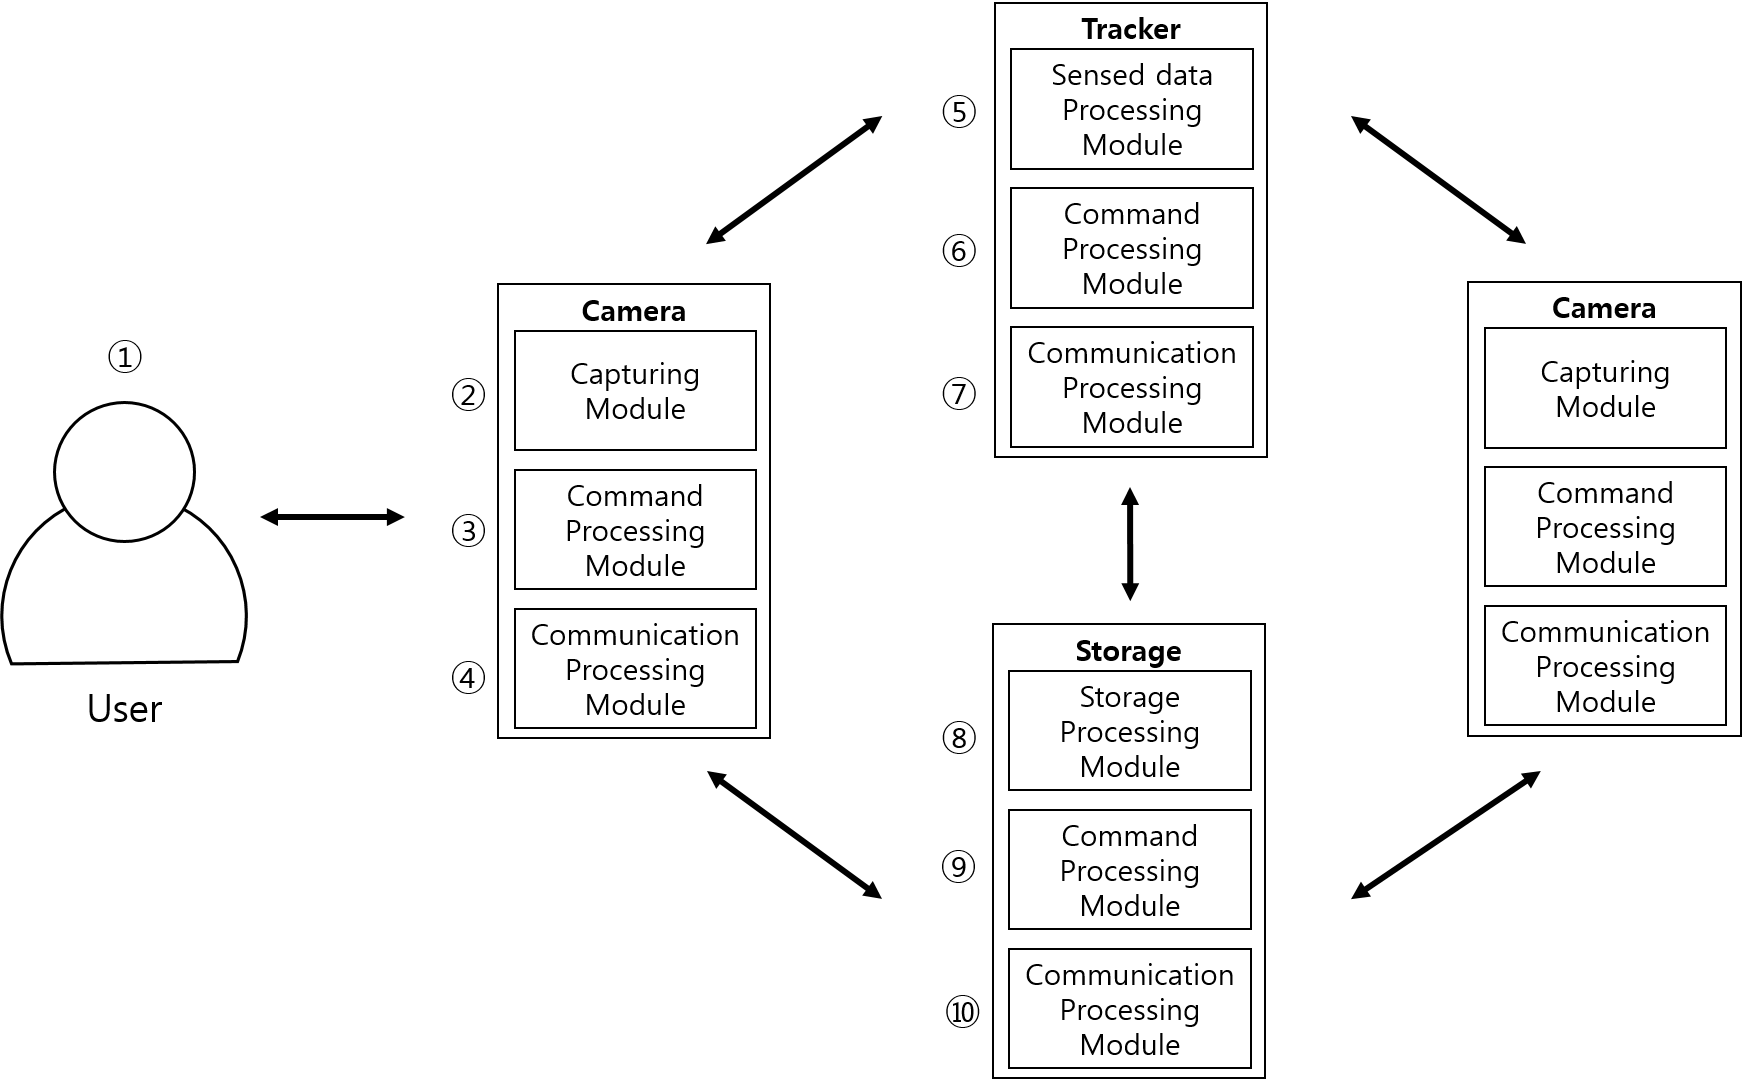 ①
User
Camera
②
Capturing
Module
③
Command
Processing
Module
④
Communication
Processing
Module
Tracker
⑤
Sensed data
Processing
Module
⑥
Command
Processing
Module
⑦
Communication
Processing
Module
Storage
⑧
Storage
Processing
Module
⑨
Command
Processing
Module
⑩
Communication
Processing
Module
Camera
Capturing
Module
Command
Processing
Module
Communication
Processing
Module